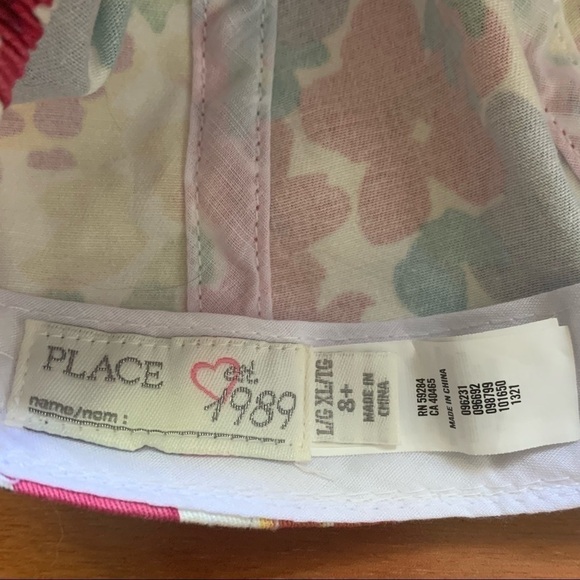 PLACE
est.
1989
name/nom :
L/G XL/TG
8+
MADE IN
CHINA
RN 59284
CA 40465
MADE IN CHINA
096231
096692
098799
101650
1321